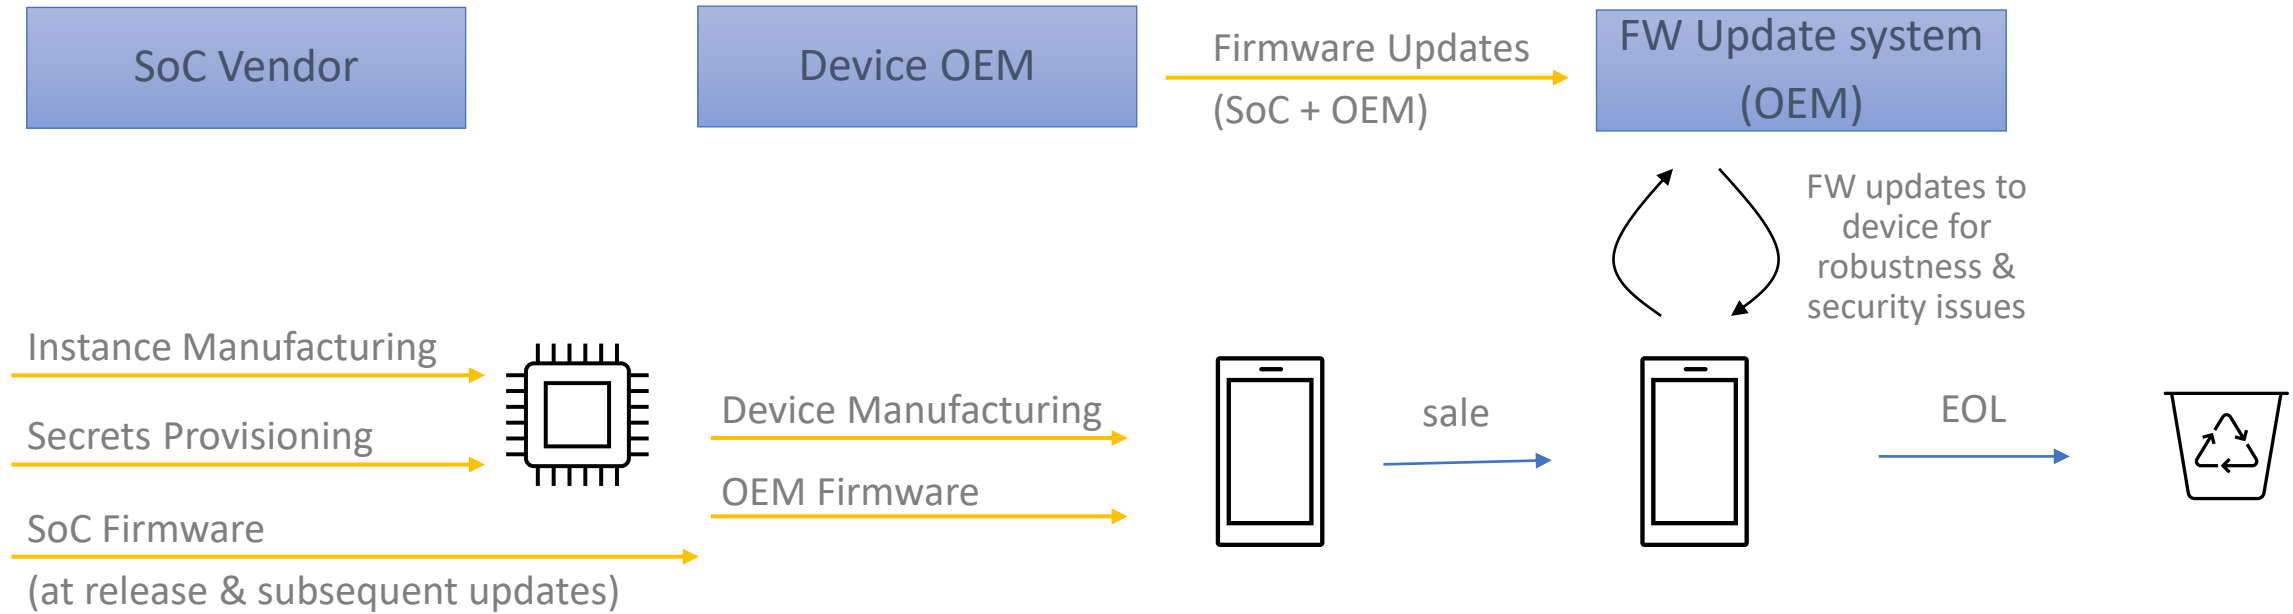 SoC Vendor
Device OEM
Firmware Updates
(SoC + OEM)
FW Update system
(OEM)
FW updates to
device for
robustness &
security issues
Instance Manufacturing
Secrets Provisioning
SoC Firmware
(at release & subsequent updates)
Device Manufacturing
OEM Firmware
sale
EOL